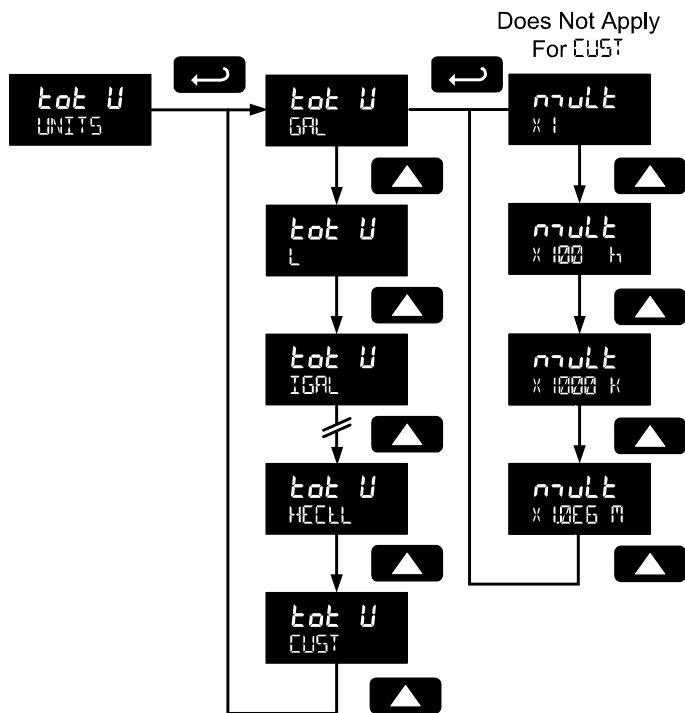 Does Not Apply
For CUST
tot U
UNITS
tot U
GAL
tot U
L
tot U
IGAL
tot U
HECtL
tot U
CUST
mult
X 1
mult
X 100 h
mult
X 1000 K
mult
X 1.0E6 M